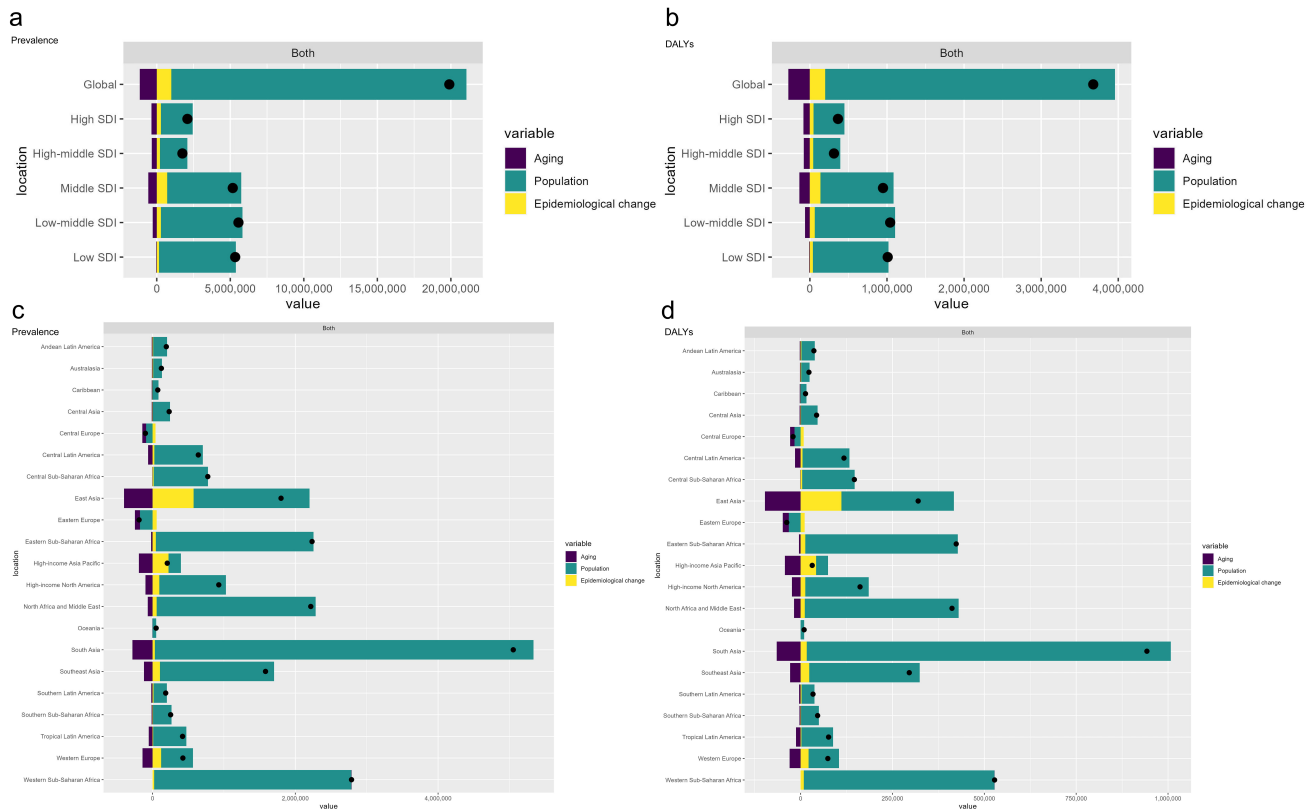 a
Prevalence
Both
Global
High SDI
High-middle SDI
Middle SDI
Low-middle SDI
Low SDI
location
0
5,000,000
10,000,000
15,000,000
20,000,000
value
variable
Aging
Population
Epidemiological change
b
DALYs
Both
Global
High SDI
High-middle SDI
Middle SDI
Low-middle SDI
Low SDI
location
0
1,000,000
2,000,000
3,000,000
4,000,000
value
variable
Aging
Population
Epidemiological change
c
Prevalence
Both
Andean Latin America
Australasia
Caribbean
Central Asia
Central Europe
Central Latin America
Central Sub-Saharan Africa
East Asia
Eastern Europe
Eastern Sub-Saharan Africa
High-income Asia Pacific
High-income North America
North Africa and Middle East
Oceania
South Asia
Southeast Asia
Southern Latin America
Southern Sub-Saharan Africa
Tropical Latin America
Western Europe
Western Sub-Saharan Africa
location
0
2,000,000
4,000,000
value
variable
Aging
Population
Epidemiological change
d
DALYs
Both
Andean Latin America
Australasia
Caribbean
Central Asia
Central Europe
Central Latin America
Central Sub-Saharan Africa
East Asia
Eastern Europe
Eastern Sub-Saharan Africa
High-income Asia Pacific
High-income North America
North Africa and Middle East
Oceania
South Asia
Southeast Asia
Southern Latin America
Southern Sub-Saharan Africa
Tropical Latin America
Western Europe
Western Sub-Saharan Africa
location
0
250,000
500,000
750,000
1,000,000
value
variable
Aging
Population
Epidemiological change